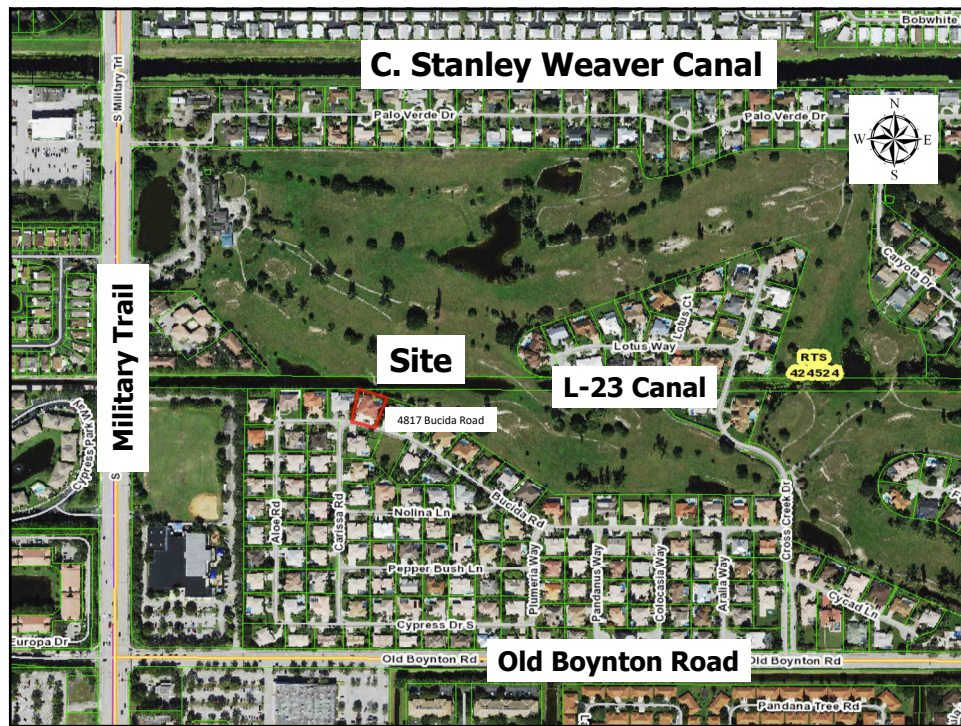 Bobwhite
S Military Trl
C. Stanley Weaver Canal
Palo Verde Dr
Palo Verde Dr
N
W E
S
Caryota Dr
Lotus Ct
Lotus Way
RTS
424524
Military Trail
S
Site
L-23 Canal
4817 Bucida Road
Cypress Park Way
Aloe Rd
Carissa Rd
Nolina Ln
Bucida Rd
Pepper Bush Ln
Plumeria Way
Pandanus Way
Colocasia Way
Aralia Way
Cross Creek Dr
Cycad Ln
Cypress Dr S
Europa Dr
Old Boynton Rd
Old Boynton Road
Old Boynton Rd
Pandana Tree Rd